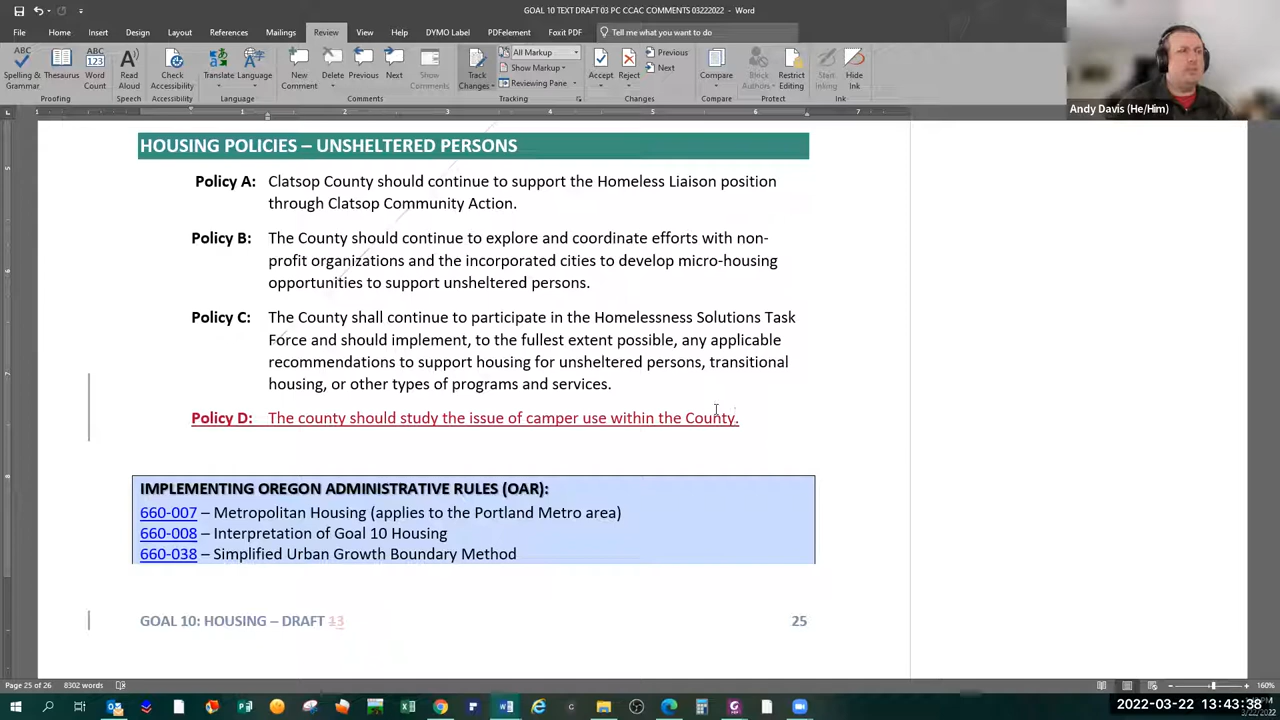 GOAL 10 TEXT DRAFT 03 PC CCAC COMMENTS 03222022 - Word
File Home Insert Design Layout References Mailings Review View Help DYMO Label PDFelement Foxit PDF Tell me what you want to do
ABC Spelling & Grammar
Thesaurus
ABC 123 Word Count
Read Aloud
Check Accessibility
Translate
Language
New Comment
Delete
Previous
Next
Show Comments
Track Changes
All Markup
Show Markup
Reviewing Pane
Accept
Reject
Previous
Next
Compare
Block Authors
Restrict Editing
Start Inking
Hide Ink
Proofing Speech Accessibility Language Comments Tracking Changes Compare Protect Ink
Andy Davis (He/Him)
HOUSING POLICIES – UNSHELTERED PERSONS
Policy A: Clatsop County should continue to support the Homeless Liaison position
through Clatsop Community Action.
Policy B: The County should continue to explore and coordinate efforts with non-
profit organizations and the incorporated cities to develop micro-housing
opportunities to support unsheltered persons.
Policy C: The County shall continue to participate in the Homelessness Solutions Task
Force and should implement, to the fullest extent possible, any applicable
recommendations to support housing for unsheltered persons, transitional
housing, or other types of programs and services.
Policy D: The county should study the issue of camper use within the County.
IMPLEMENTING OREGON ADMINISTRATIVE RULES (OAR):
660-007 – Metropolitan Housing (applies to the Portland Metro area)
660-008 – Interpretation of Goal 10 Housing
660-038 – Simplified Urban Growth Boundary Method
GOAL 10: HOUSING – DRAFT 13 25
Page 25 of 26 8302 words 160%
2022-03-22 13:43:38